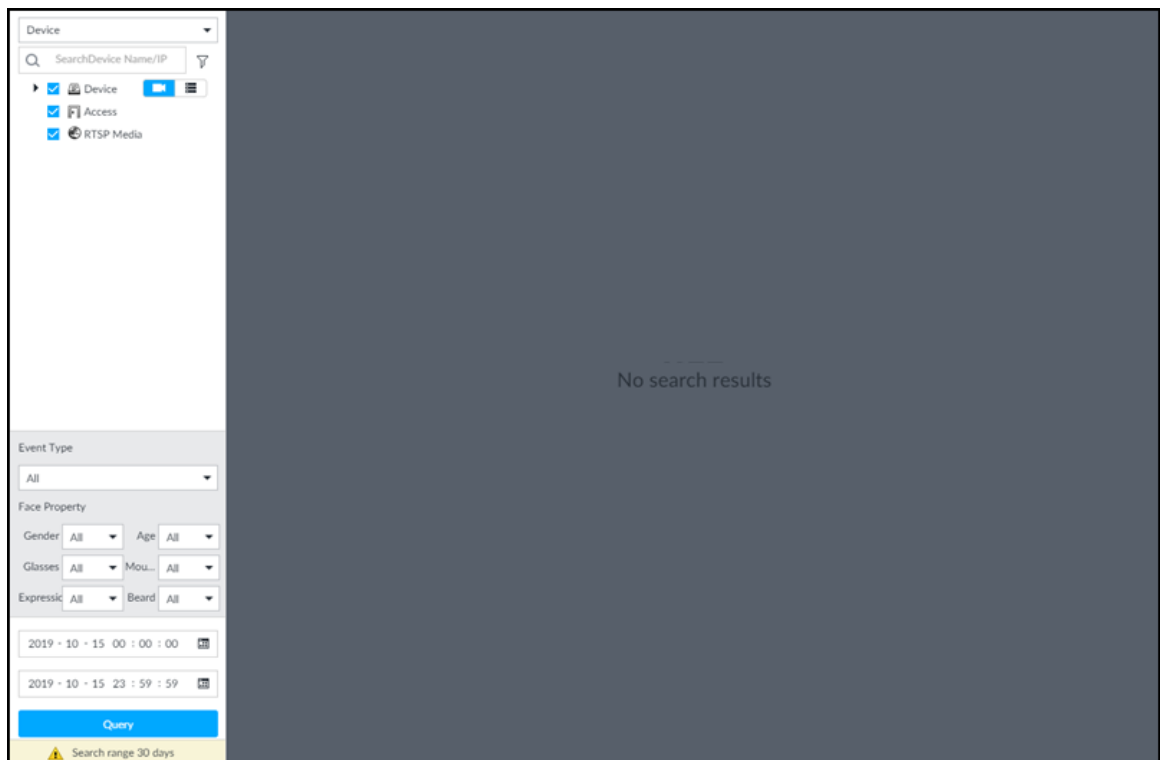 Device
SearchDevice Name/IP
Device
Access
RTSP Media
No search results
Event Type
All
Face Property
Gender All Age All
Glasses All Mou... All
Expressic All Beard All
2019 - 10 - 15 00 : 00 : 00
2019 - 10 - 15 23 : 59 : 59
Query
Search range 30 days